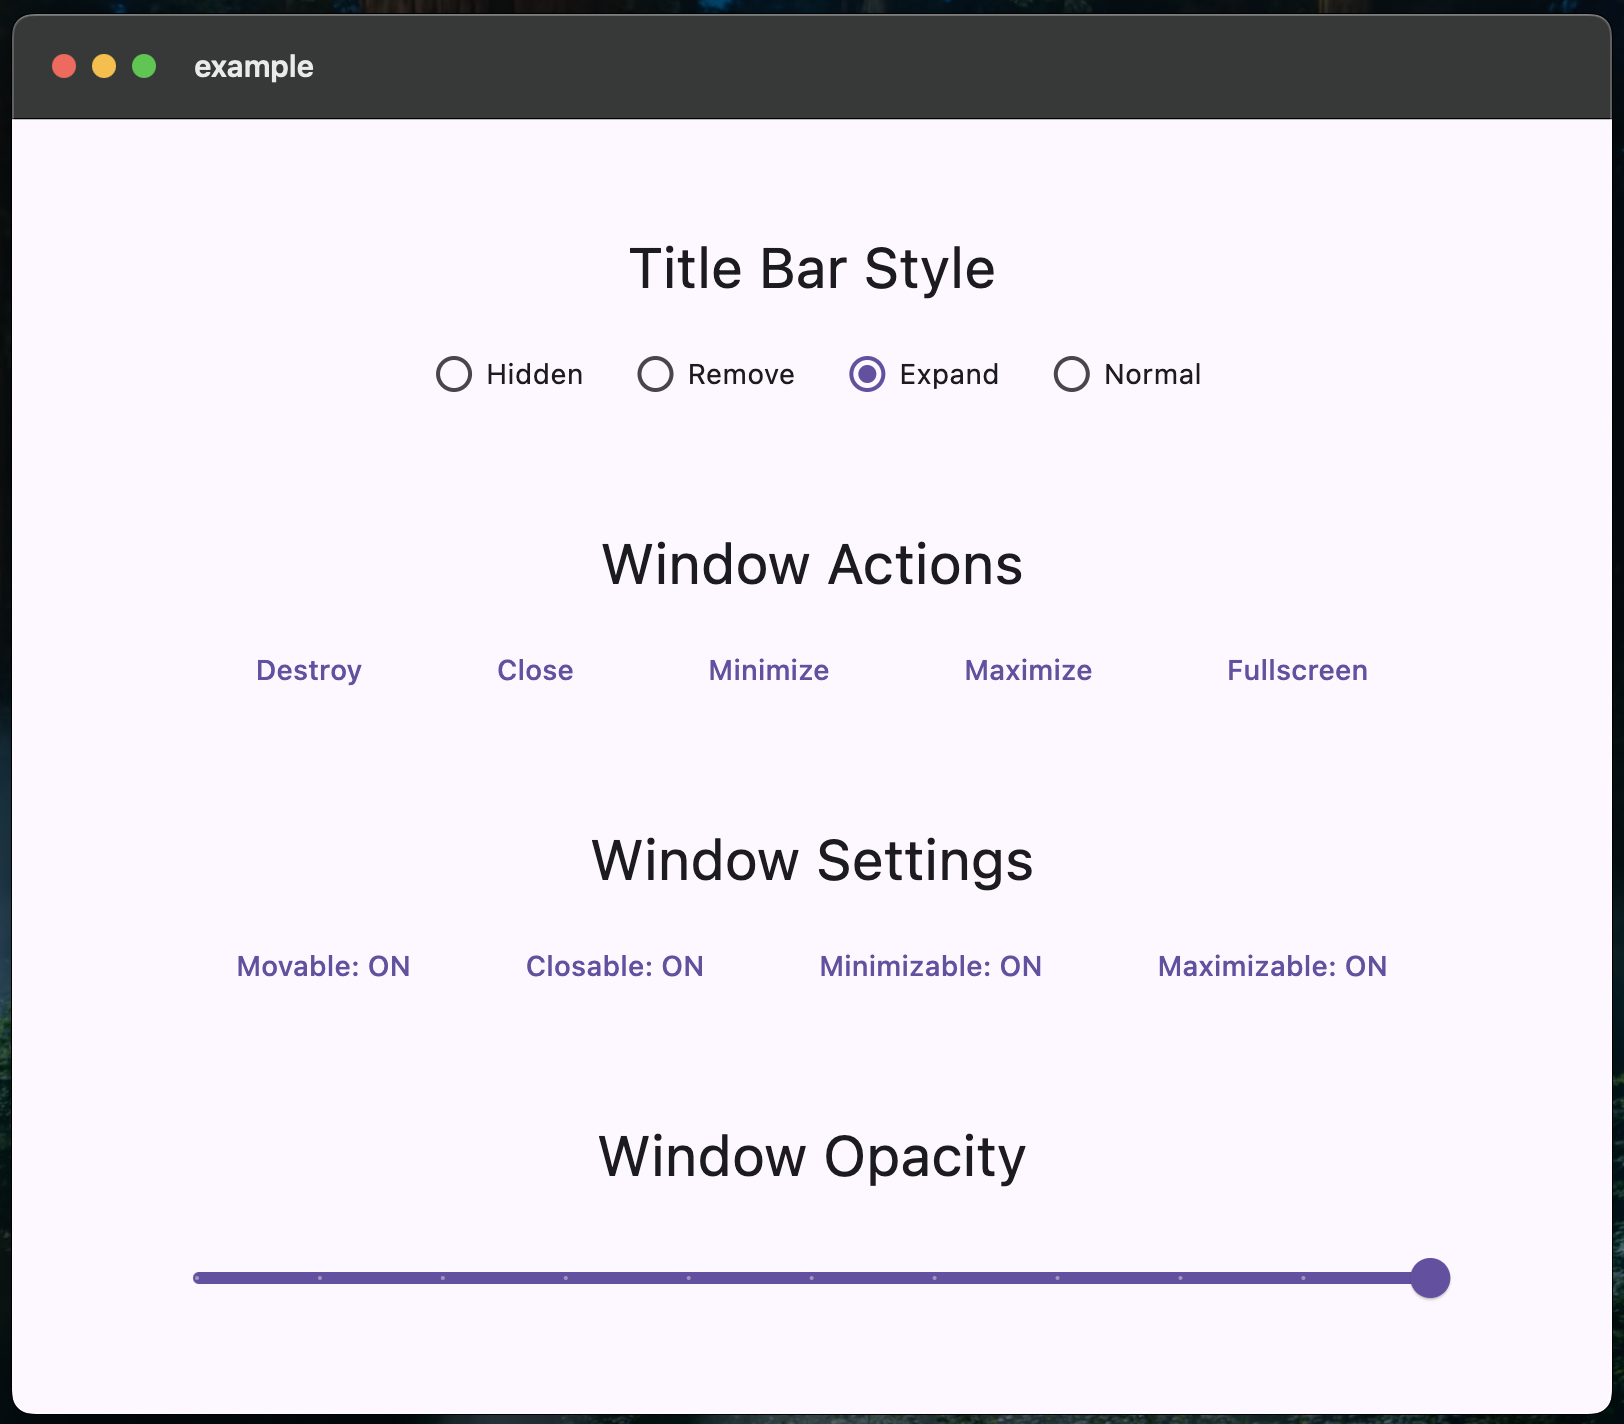 example
Title Bar Style
Hidden Remove Expand Normal
Window Actions
Destroy Close Minimize Maximize Fullscreen
Window Settings
Movable: ON Closable: ON Minimizable: ON Maximizable: ON
Window Opacity